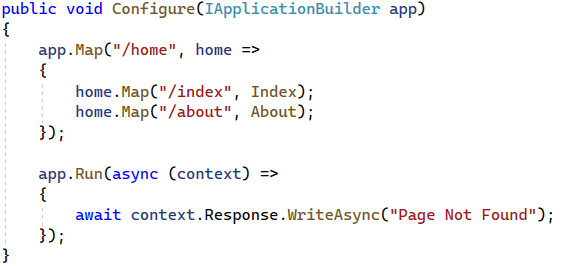 public void Configure(IApplicationBuilder app)
{
    app.Map("/home", home =>
    {
        home.Map("/index", Index);
        home.Map("/about", About);
    });

    app.Run(async (context) =>
    {
        await context.Response.WriteAsync("Page Not Found");
    });
}